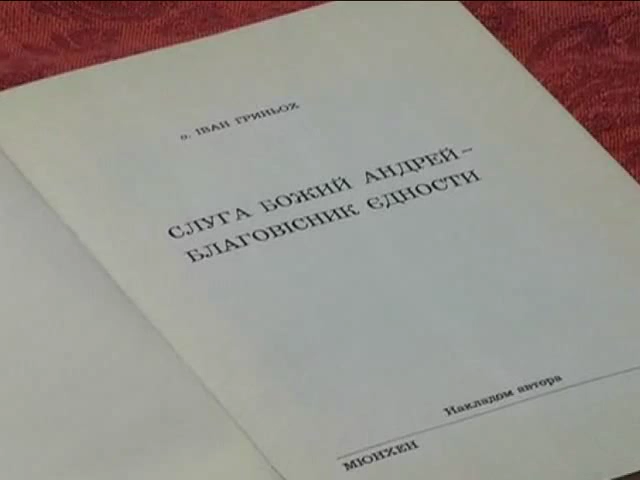 о. ІВАН ГРИНЬОХ
СЛУГА БОЖИЙ АНДРЕЙ –
БЛАГОВІСНИК ЄДНОСТИ
Накладом автора
МЮНХЕН